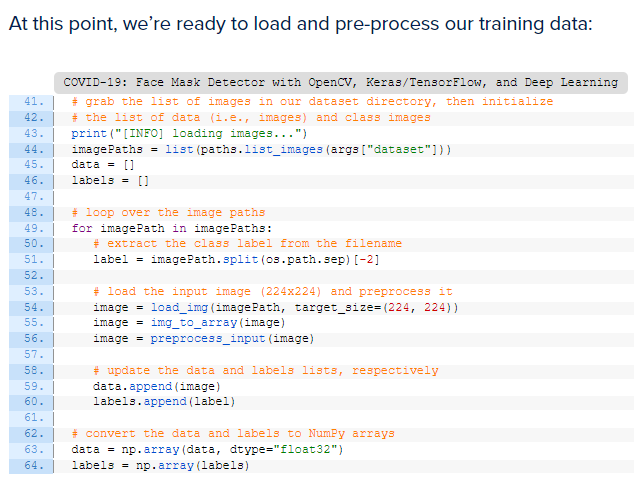 At this point, we're ready to load and pre-process our training data:
COVID-19: Face Mask Detector with OpenCV, Keras/TensorFlow, and Deep Learning
41. # grab the list of images in our dataset directory, then initialize
42. # the list of data (i.e., images) and class images
43. print("[INFO] loading images...")
44. imagePaths = list(paths.list_images(args["dataset"]))
45. data = []
46. labels = []
47.
48. # loop over the image paths
49. for imagePath in imagePaths:
50. # extract the class label from the filename
51. label = imagePath.split(os.path.sep)[-2]
52.
53. # load the input image (224x224) and preprocess it
54. image = load_img(imagePath, target_size=(224, 224))
55. image = img_to_array(image)
56. image = preprocess_input(image)
57.
58. # update the data and labels lists, respectively
59. data.append(image)
60. labels.append(label)
61.
62. # convert the data and labels to NumPy arrays
63. data = np.array(data, dtype="float32")
64. labels = np.array(labels)